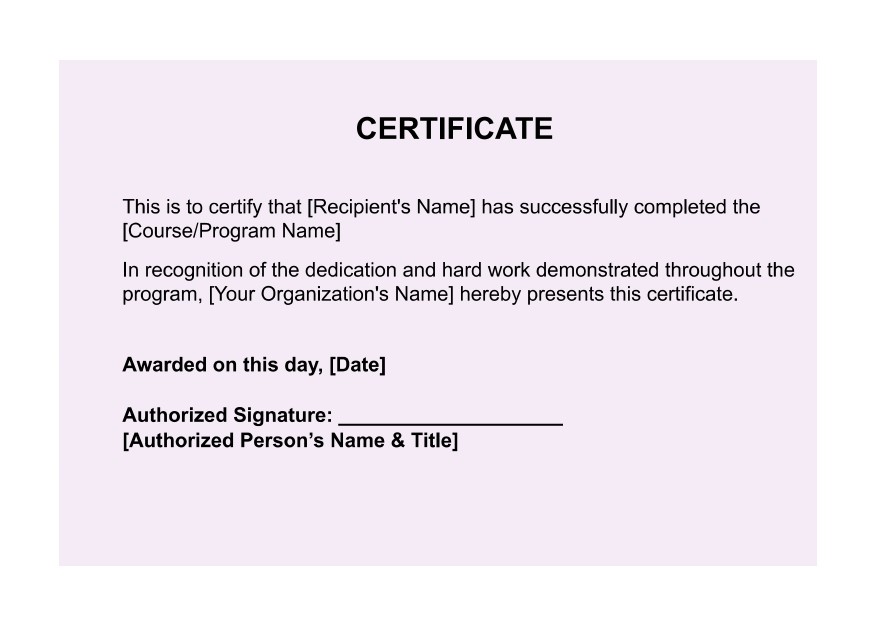 CERTIFICATE
This is to certify that [Recipient's Name] has successfully completed the
[Course/Program Name]
In recognition of the dedication and hard work demonstrated throughout the
program, [Your Organization's Name] hereby presents this certificate.
Awarded on this day, [Date]
Authorized Signature: ____________________
[Authorized Person’s Name & Title]